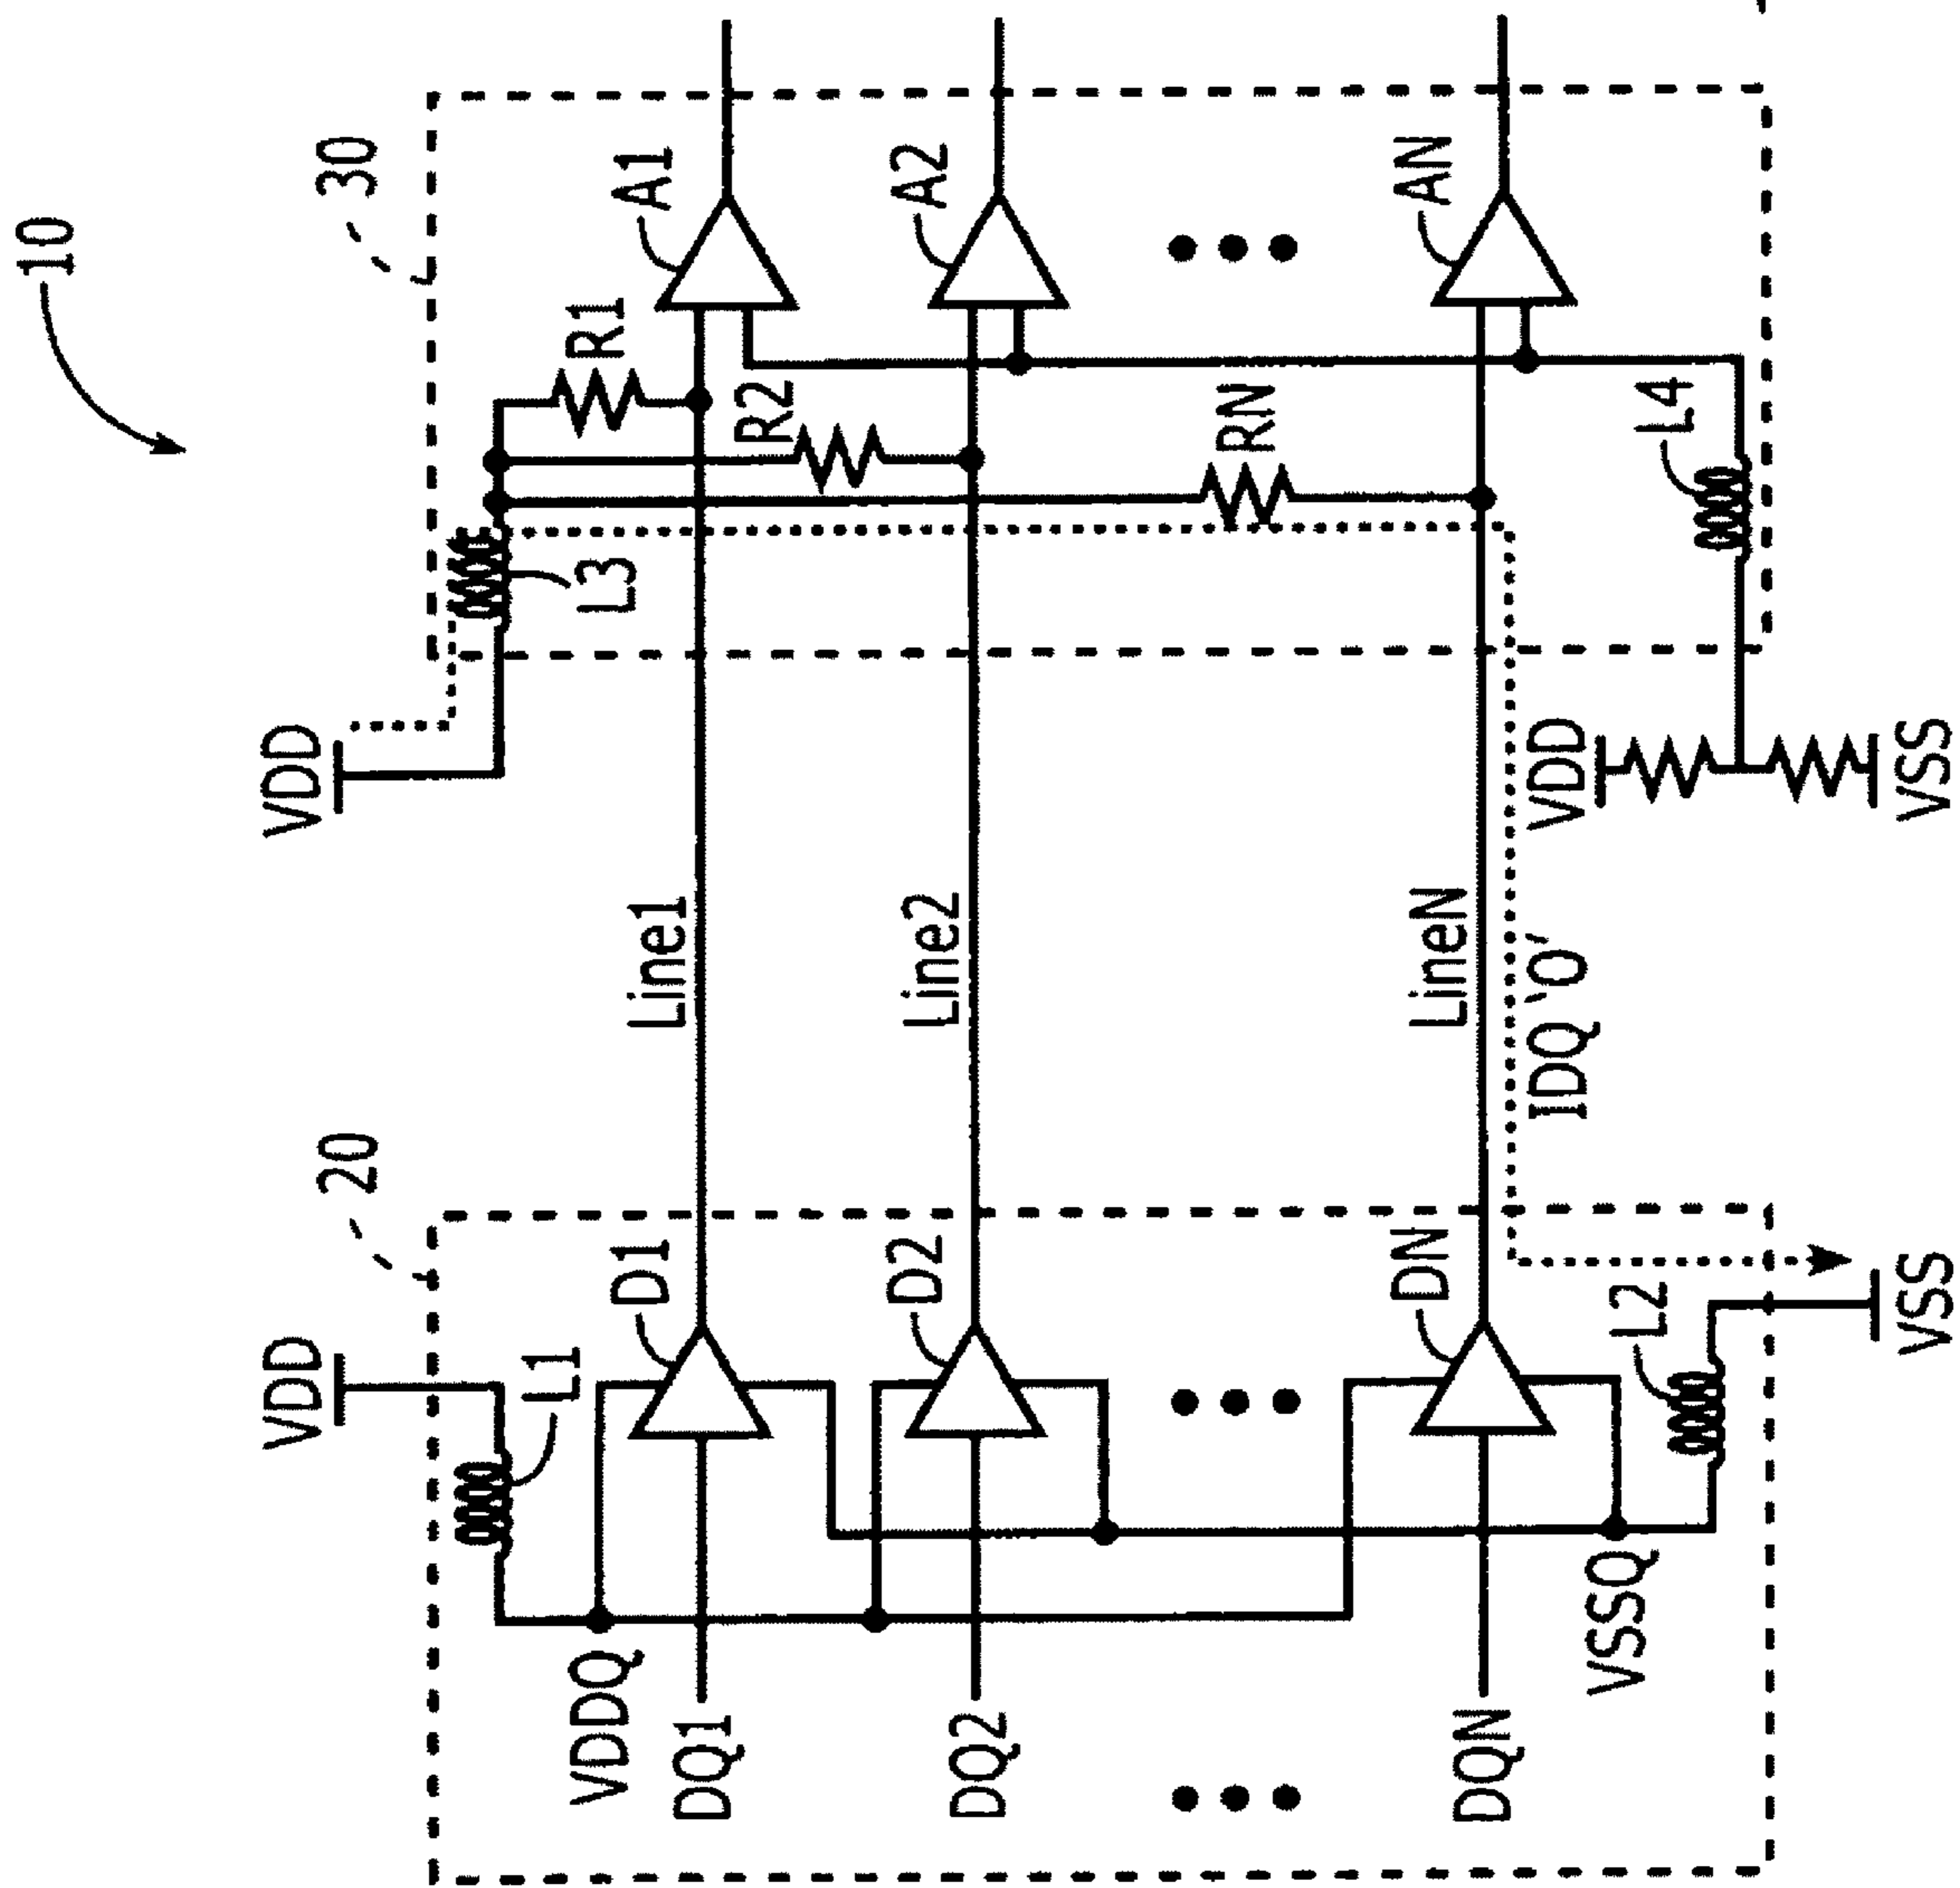 10
20
30
VDD
VDD
L1
L3
R1
VDDQ
D1
Line1
A1
DQ1
R2
D2
Line2
A2
DQ2
RN
DN
LineN
AN
DQN
IDQ 'O'
VSSQ
L2
VDD
L4
VSS
VSS